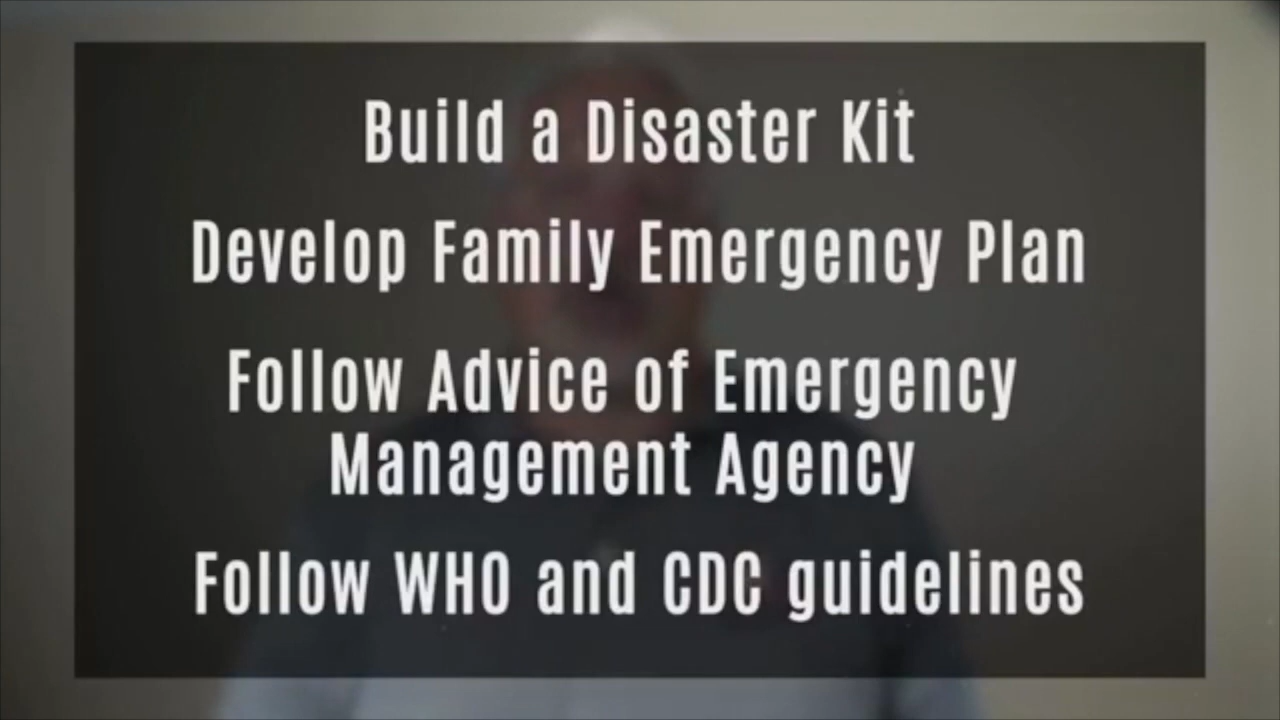 Build a Disaster Kit
Develop Family Emergency Plan
Follow Advice of Emergency
Management Agency
Follow WHO and CDC guidelines